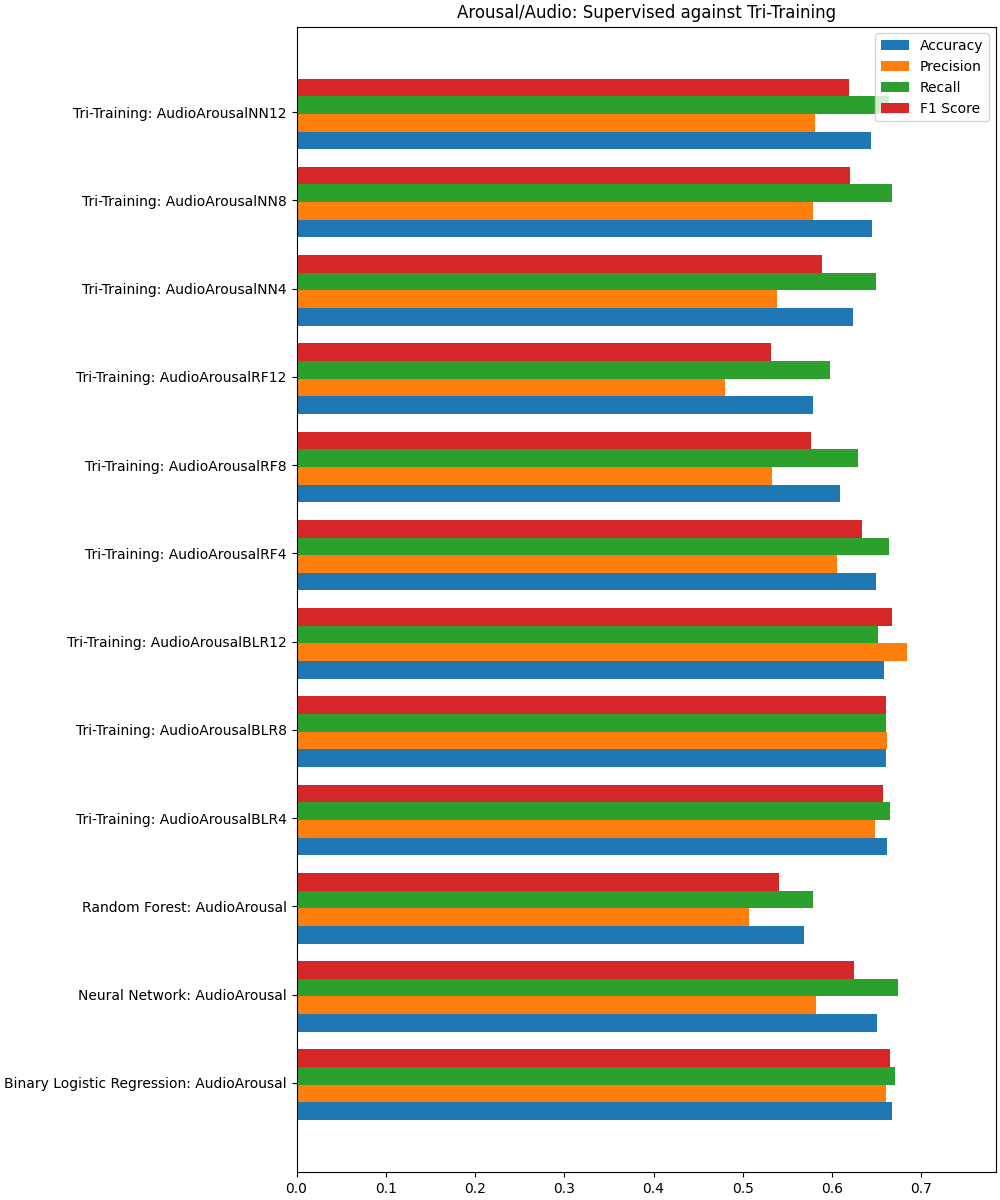 Arousal/Audio: Supervised against Tri-Training
Accuracy
Precision
Recall
F1 Score
Tri-Training: AudioArousalNN12
Tri-Training: AudioArousalNN8
Tri-Training: AudioArousalNN4
Tri-Training: AudioArousalRF12
Tri-Training: AudioArousalRF8
Tri-Training: AudioArousalRF4
Tri-Training: AudioArousalBLR12
Tri-Training: AudioArousalBLR8
Tri-Training: AudioArousalBLR4
Random Forest: AudioArousal
Neural Network: AudioArousal
Binary Logistic Regression: AudioArousal
0.0 0.1 0.2 0.3 0.4 0.5 0.6 0.7